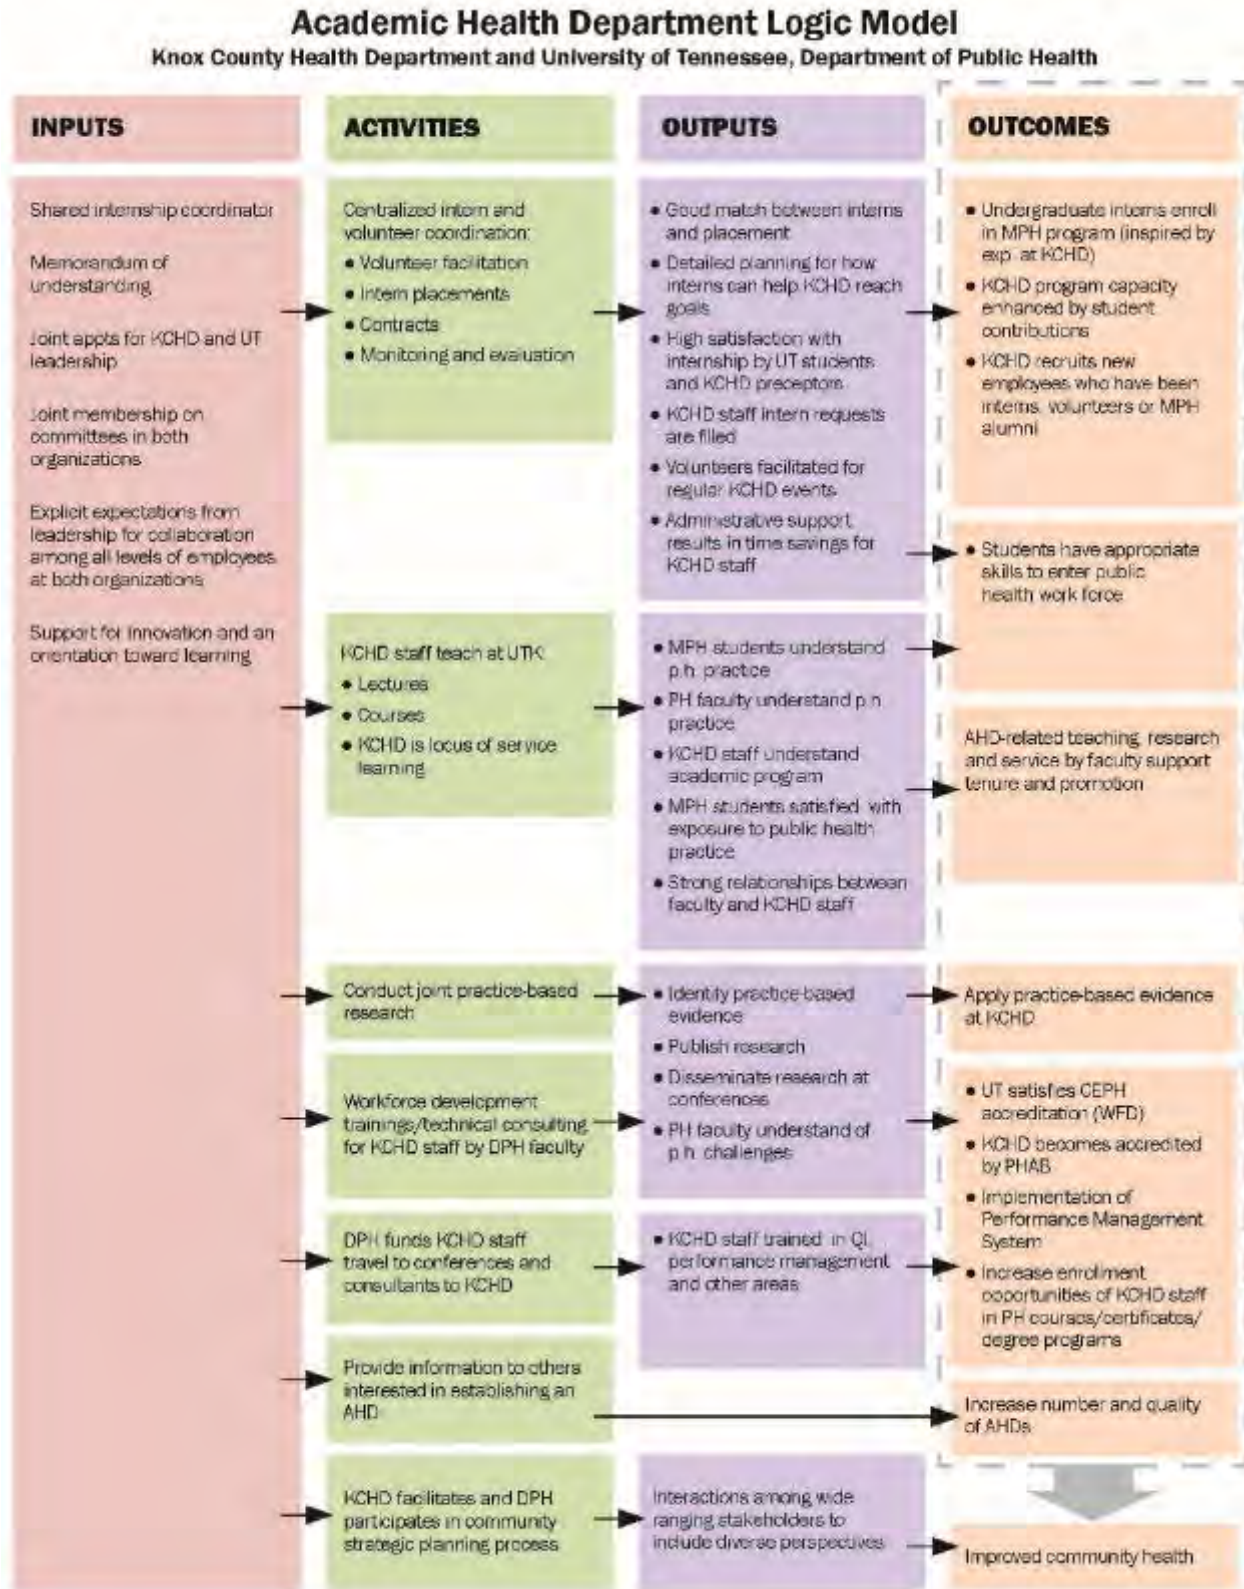 Academic Health Department Logic Model
Knox County Health Department and University of Tennessee, Department of Public Health
INPUTS
Shared internship coordinator
Memorandum of
understanding
Joint appts for KCHD and UT
leadership
Joint membership on
committees in both
organizations
Explicit expectations from
leadership for collaboration
among all levels of employees
at both organizations
Support for innovation and an
orientation toward learning
ACTIVITIES
Centralized intern and
volunteer coordination:
• Volunteer facilitation
• Intern placements
• Contracts
• Monitoring and evaluation
KCHD staff teach at UTK
• Lectures
• Courses
• KCHD is locus of service
learning
Conduct joint practice-based
research
Workforce development
trainings/technical consulting
for KCHD staff by DPH faculty
DPH funds KCHD staff
travel to conferences and
consultants to KCHD
Provide information to others
interested in establishing an
AHD
KCHD facilitates and DPH
participates in community
strategic planning process
OUTPUTS
• Good match between interns
and placement
• Detailed planning for how
interns can help KCHD reach
goals
• High satisfaction with
internship by UT students
and KCHD preceptors
• KCHD staff intern requests
are filled
• Volunteers facilitated for
regular KCHD events
• Administrative support
results in time savings for
KCHD staff
• MPH students understand
p.h. practice
• PH faculty understand p.h.
practice
• KCHD staff understand
academic program
• MPH students satisfied with
exposure to public health
practice
• Strong relationships between
faculty and KCHD staff
• Identify practice-based
evidence
• Publish research
• Disseminate research at
conferences
• PH faculty understand of
p.h. challenges
• KCHD staff trained in QI,
performance management
and other areas
Interactions among wide
ranging stakeholders to
include diverse perspectives
OUTCOMES
• Undergraduate interns enroll
in MPH program (inspired by
exp. at KCHD)
• KCHD program capacity
enhanced by student
contributions
• KCHD recruits new
employees who have been
interns, volunteers or MPH
alumni
• Students have appropriate
skills to enter public
health work force
AHD-related teaching, research
and service by faculty support
tenure and promotion
Apply practice-based evidence
at KCHD
• UT satisfies CEPH
accreditation (WFD)
• KCHD becomes accredited
by PHAB
• Implementation of
Performance Management
System
• Increase enrollment
opportunities of KCHD staff
in PH courses/certificates/
degree programs
Increase number and quality
of AHDs
Improved community health